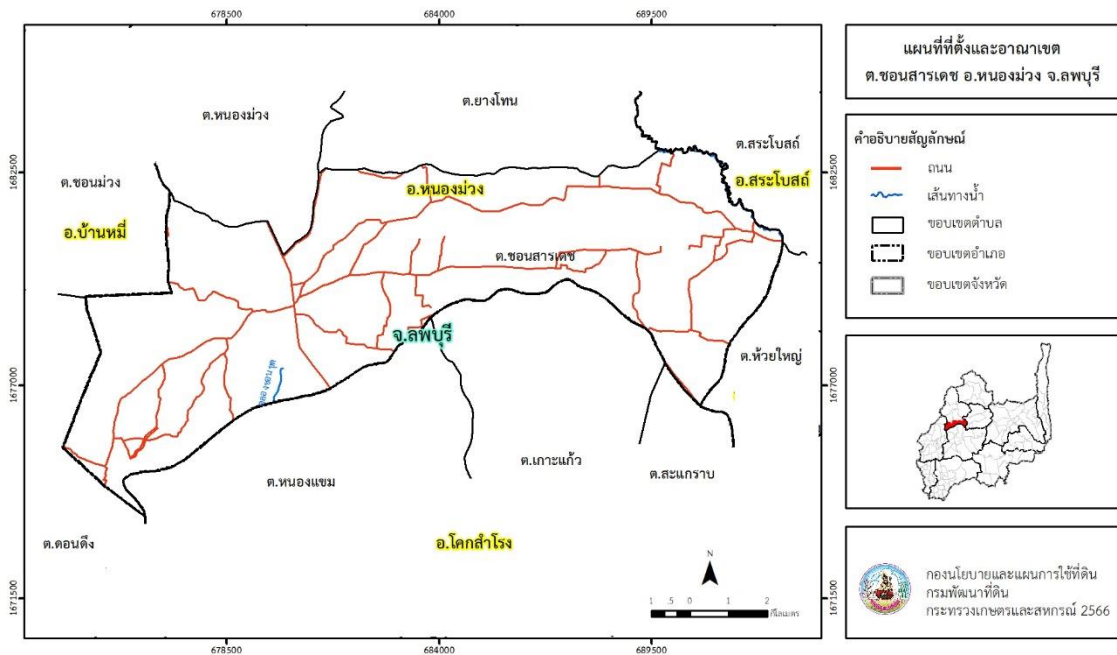 678500
684000
689500
แผนที่ที่ตั้งและอาณาเขต
ต.ชอนสารเดช อ.หนองม่วง จ.ลพบุรี
ต.หนองม่วง
ต.ยางโทน
ต.สระโบสถ์
คำอธิบายสัญลักษณ์
ถนน
เส้นทางน้ำ
ขอบเขตตำบล
ขอบเขตอำเภอ
ขอบเขตจังหวัด
1682500
1682500
ต.ชอนม่วง
อ.หนองม่วง
อ.สระโบสถ์
อ.บ้านหมี่
ต.ชอนสารเดช
จ.ลพบุรี
ต.ห้วยใหญ่
1677000
1677000
ต.เกาะแก้ว
ต.สะแกราบ
ต.หนองแขม
ต.ดอนดึง
อ.โคกสำโรง
N
1 .5 0 1 2
กิโลเมตร
กองนโยบายและแผนการใช้ที่ดิน
กรมพัฒนาที่ดิน
กระทรวงเกษตรและสหกรณ์ 2566
1671500
1671500
678500
684000
689500